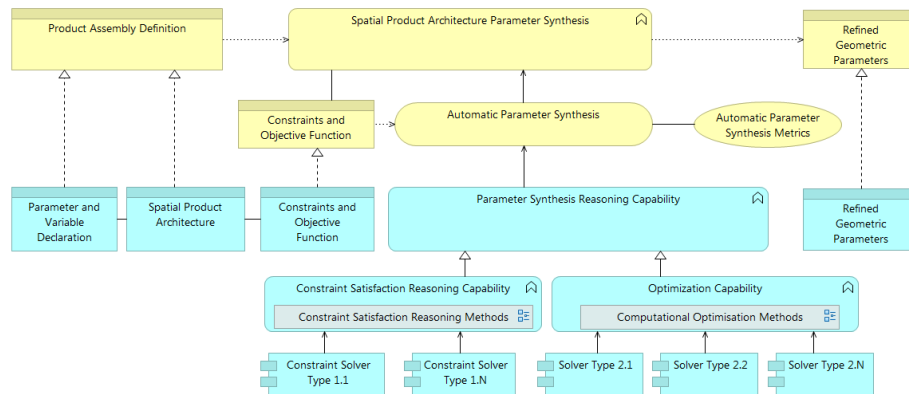 Product Assembly Definition
Spatial Product Architecture Parameter Synthesis
Refined
Geometric
Parameters
Constraints and
Objective Function
Automatic Parameter Synthesis
Automatic Parameter
Synthesis Metrics
Parameter and
Variable
Declaration
Spatial Product
Architecture
Constraints and
Objective
Function
Parameter Synthesis Reasoning Capability
Refined
Geometric
Parameters
Constraint Satisfaction Reasoning Capability
Constraint Satisfaction Reasoning Methods
Optimization Capability
Computational Optimisation Methods
Constraint Solver
Type 1.1
Constraint Solver
Type 1.N
Solver Type 2.1
Solver Type 2.2
Solver Type 2.N